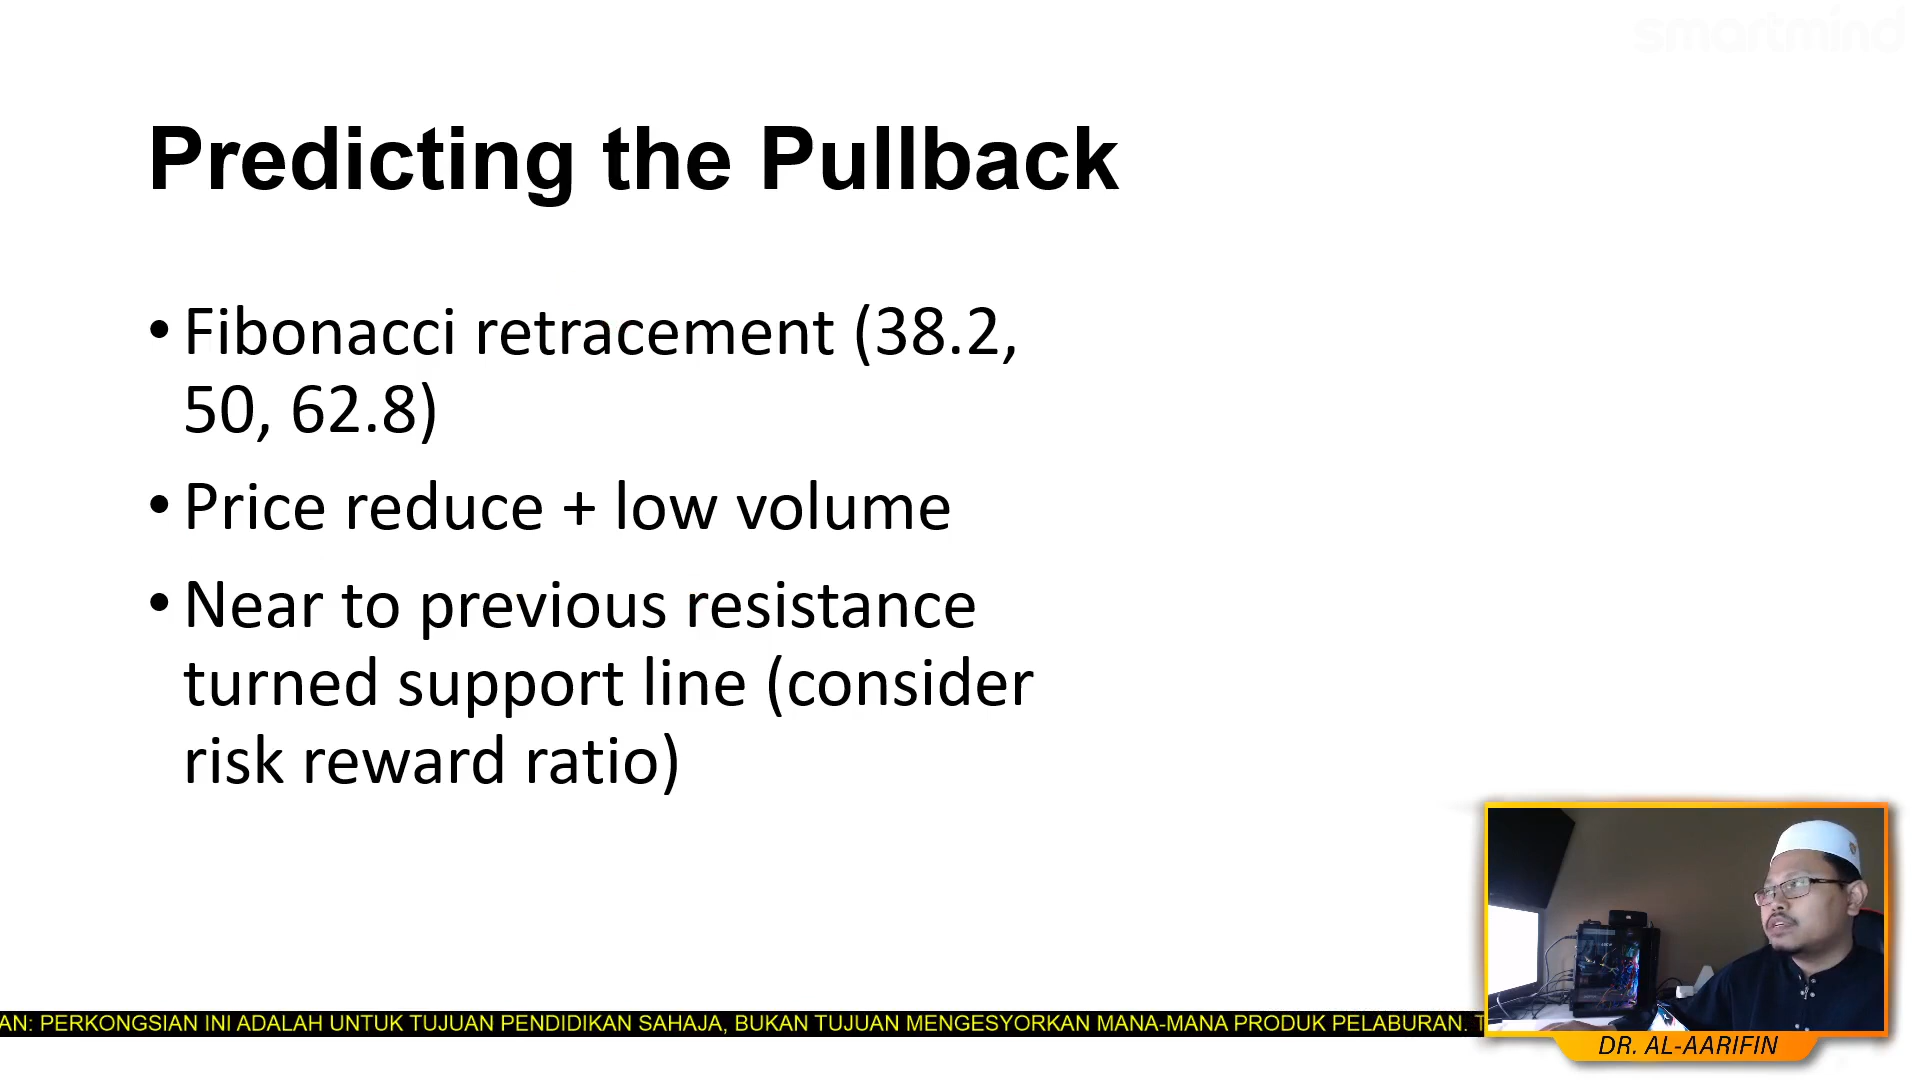 smartmind
Predicting the Pullback
• Fibonacci retracement (38.2,
50, 62.8)
• Price reduce + low volume
• Near to previous resistance
turned support line (consider
risk reward ratio)
AN: PERKONGSIAN INI ADALAH UNTUK TUJUAN PENDIDIKAN SAHAJA, BUKAN TUJUAN MENGESYORKAN MANA-MANA PRODUK PELABURAN. T
DR. AL-AARIFIN